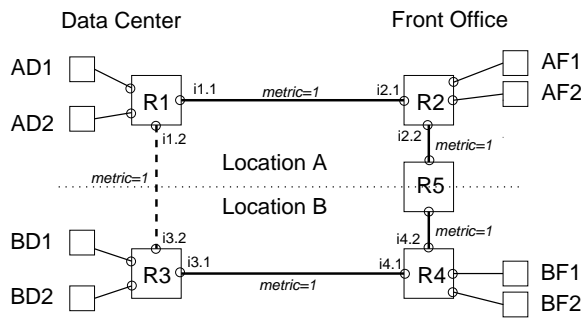 Data Center
Front Office
AD1
AF1
R1
i1.1
metric=1
i2.1
R2
AF2
AD2
i1.2
i2.2
metric=1
Location A
metric=1
R5
Location B
BD1
i3.2
i4.2
metric=1
i3.1
i4.1
BF1
R3
R4
BD2
metric=1
BF2